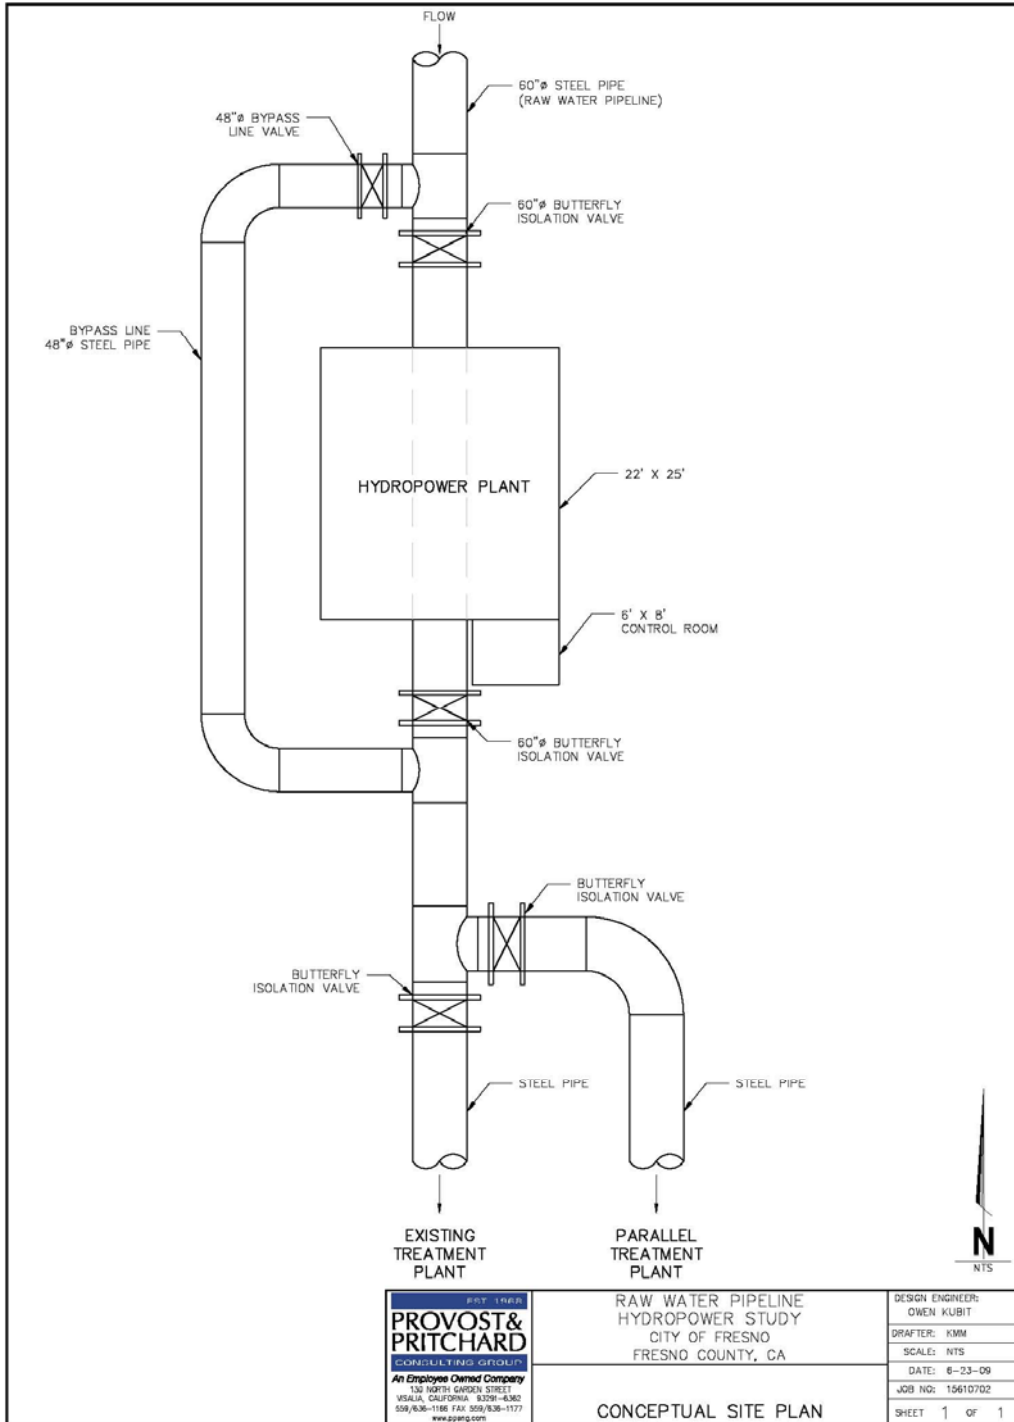 FLOW
60"ø STEEL PIPE
(RAW WATER PIPELINE)
48"ø BYPASS
LINE VALVE
60"ø BUTTERFLY
ISOLATION VALVE
BYPASS LINE
48"ø STEEL PIPE
HYDROPOWER PLANT
22' X 25'
6' X 8'
CONTROL ROOM
60"ø BUTTERFLY
ISOLATION VALVE
BUTTERFLY
ISOLATION VALVE
BUTTERFLY
ISOLATION VALVE
STEEL PIPE
STEEL PIPE
EXISTING
TREATMENT
PLANT
PARALLEL
TREATMENT
PLANT
N
NTS
EST. 1968
PROVOST&
PRITCHARD
CONSULTING GROUP
An Employee Owned Company
130 NORTH GARDEN STREET
VISALIA, CALIFORNIA 93291-6362
559/636-1166 FAX 559/636-1177
www.ppeng.com
RAW WATER PIPELINE
HYDROPOWER STUDY
CITY OF FRESNO
FRESNO COUNTY, CA
CONCEPTUAL SITE PLAN
DESIGN ENGINEER:
OWEN KUBIT
DRAFTER: KMM
SCALE: NTS
DATE: 6-23-09
JOB NO: 15610702
SHEET 1 OF 1